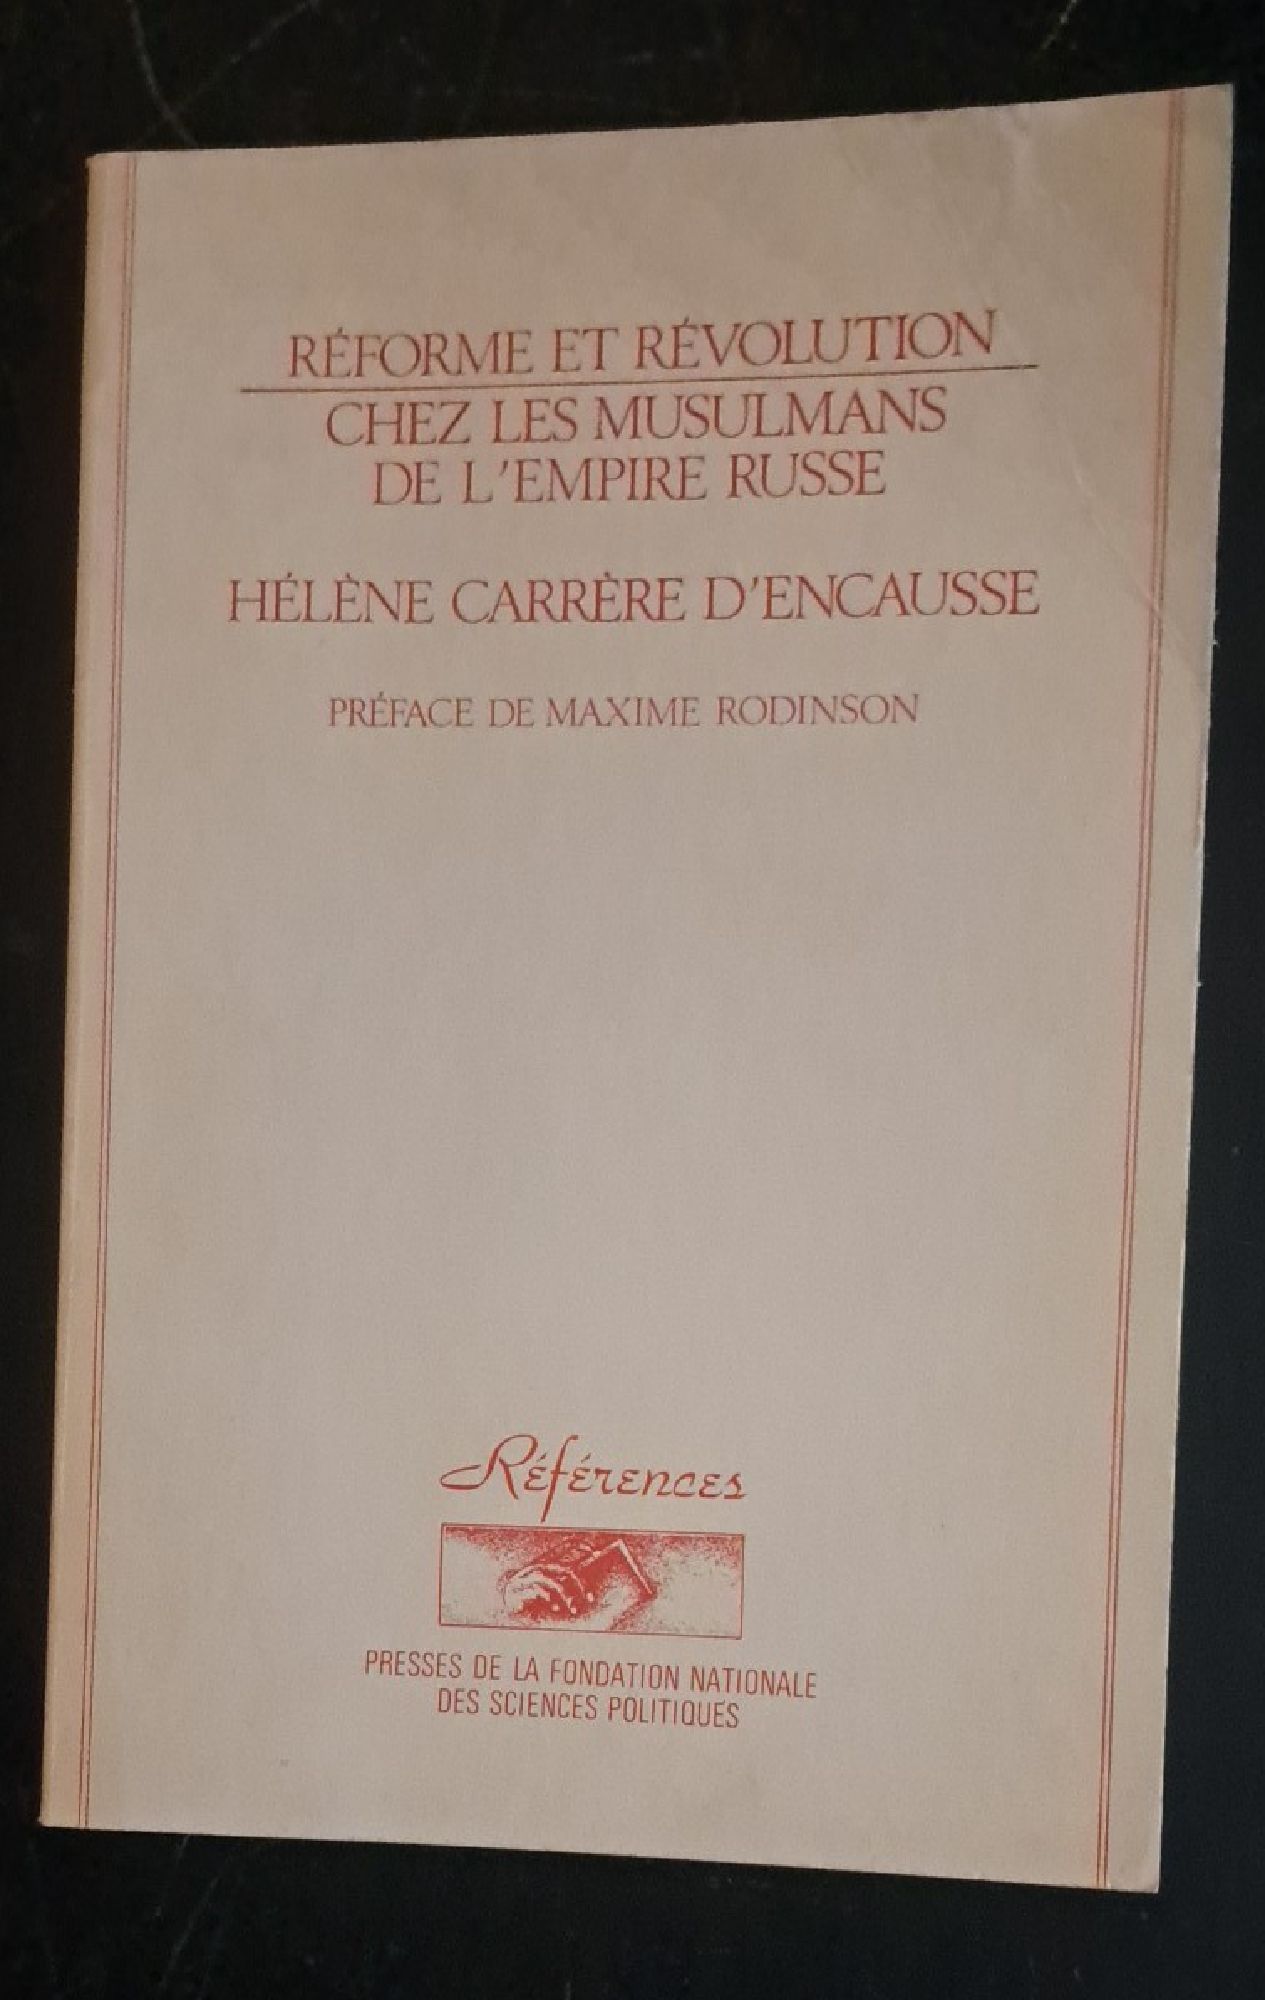 RÉFORME ET RÉVOLUTION
CHEZ LES MUSULMANS
DE L'EMPIRE RUSSE
HÉLÈNE CARRÈRE D'ENCAUSSE
PRÉFACE DE MAXIME RODINSON
Références
PRESSES DE LA FONDATION NATIONALE
DES SCIENCES POLITIQUES